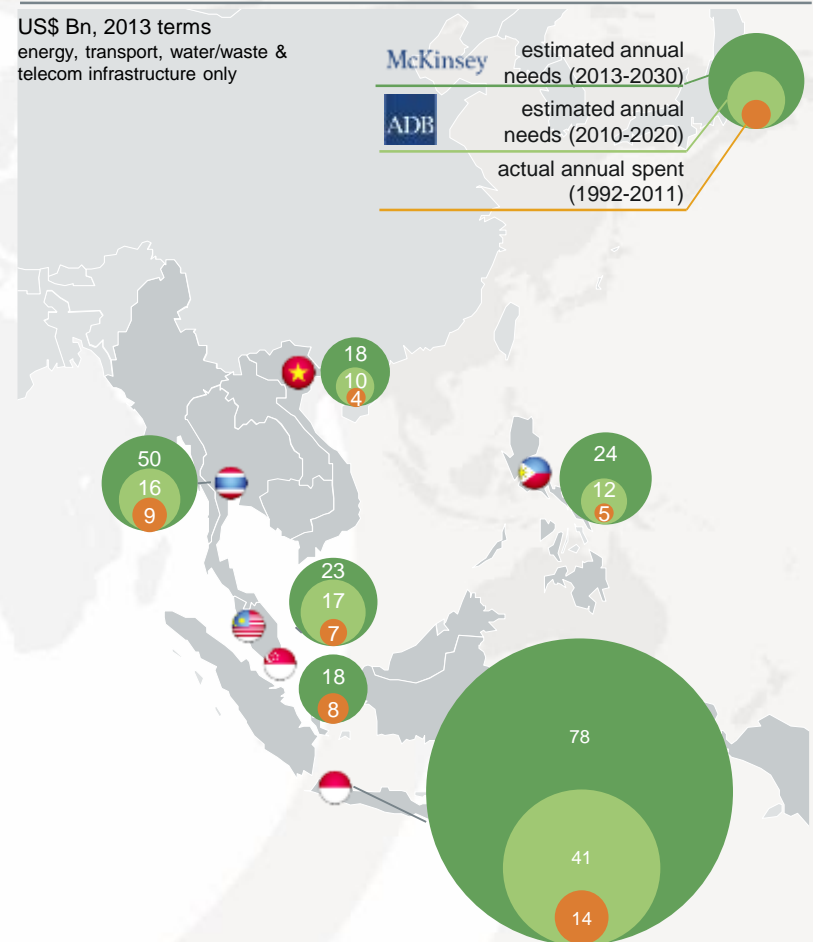 US$ Bn, 2013 terms
energy, transport, water/waste &
telecom infrastructure only
McKinsey
estimated annual
needs (2013-2030)
ADB
estimated annual
needs (2010-2020)
actual annual spent
(1992-2011)
18
10
4
50
16
9
24
12
5
23
17
7
18
8
78
41
14